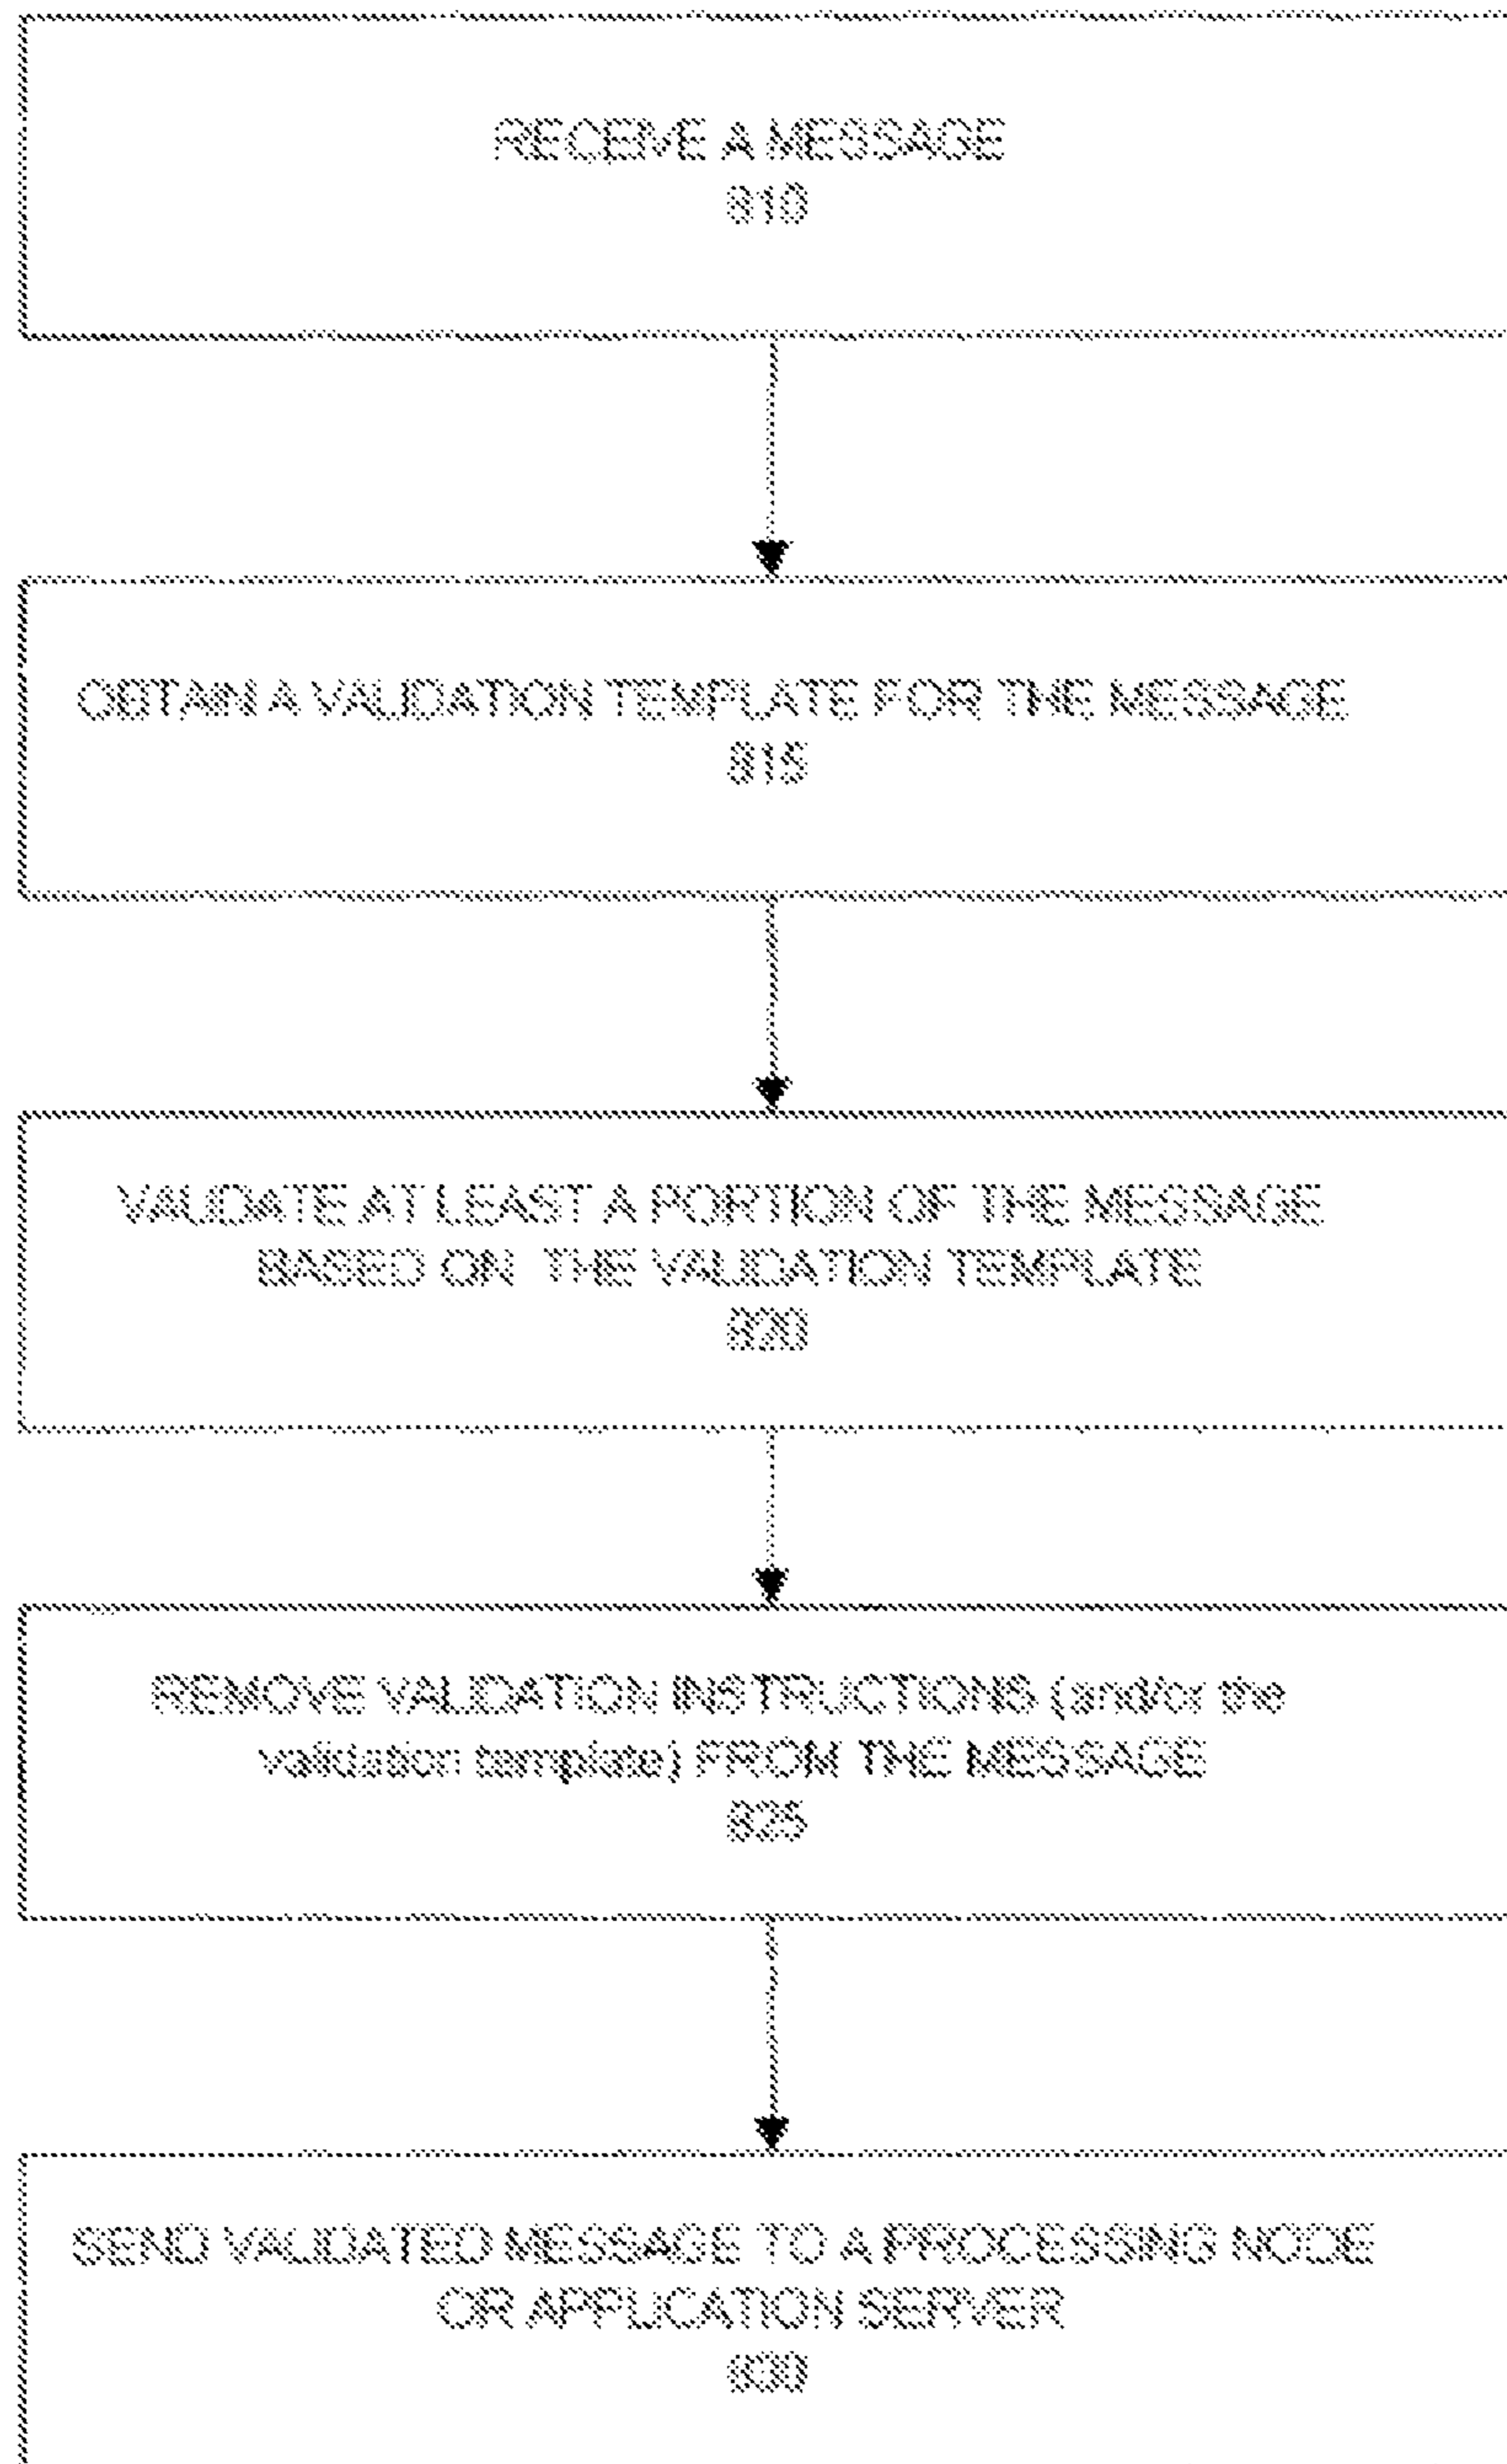 RECEIVE A MESSAGE
810
OBTAIN A VALIDATION TEMPLATE FOR THE MESSAGE
815
VALIDATE AT LEAST A PORTION OF THE MESSAGE
BASED ON THE VALIDATION TEMPLATE
820
REMOVE VALIDATION INSTRUCTIONS (and/or the
validation template) FROM THE MESSAGE
825
SEND VALIDATED MESSAGE TO A PROCESSING NODE
OR APPLICATION SERVER
830